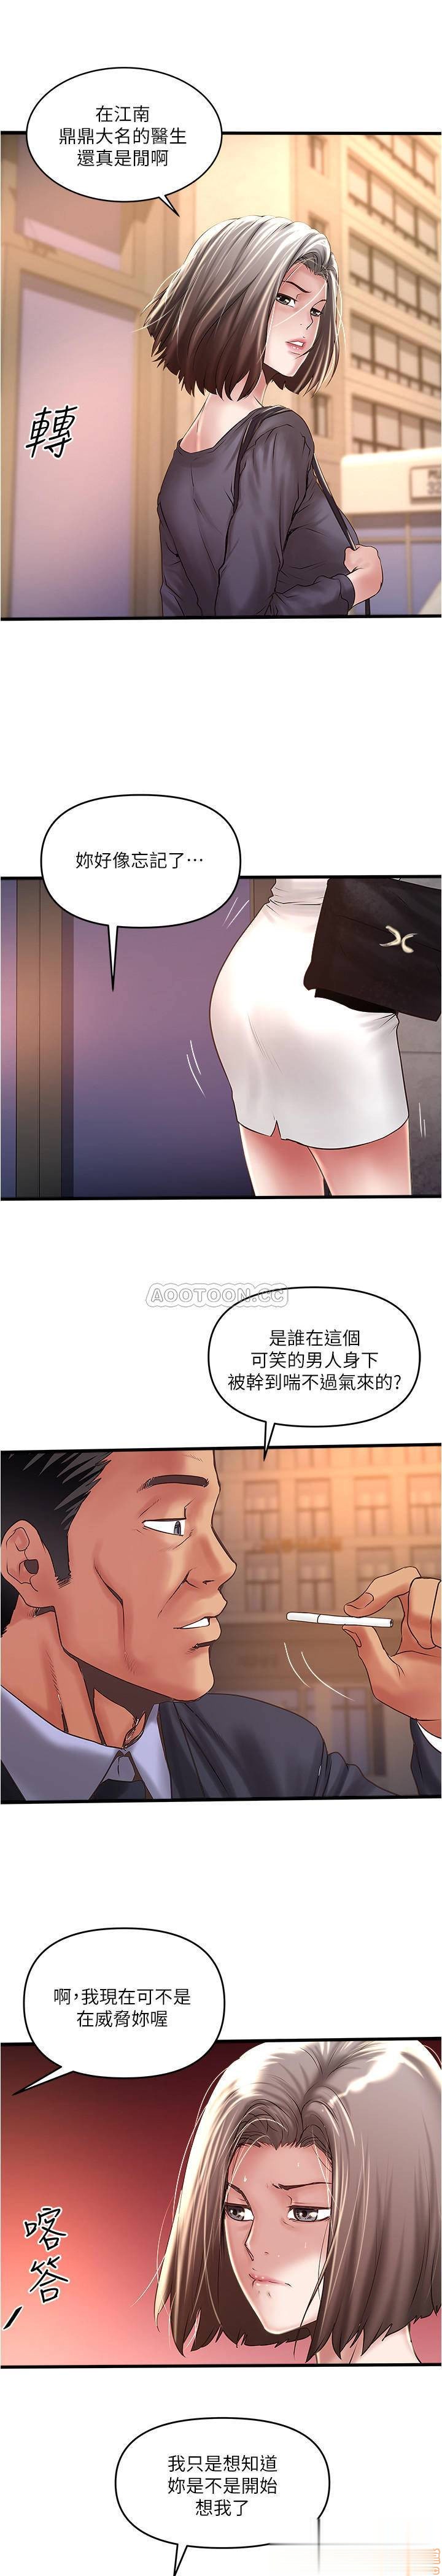 在江南
鼎鼎大名的醫生
還真是閒啊
轉
妳好像忘記了…
AOOTOON.CC
是誰在這個
可笑的男人身下
被幹到喘不過氣來的?
啊,我現在可不是
在威脅妳喔
喀答
我只是想知道
妳是不是開始
想我了